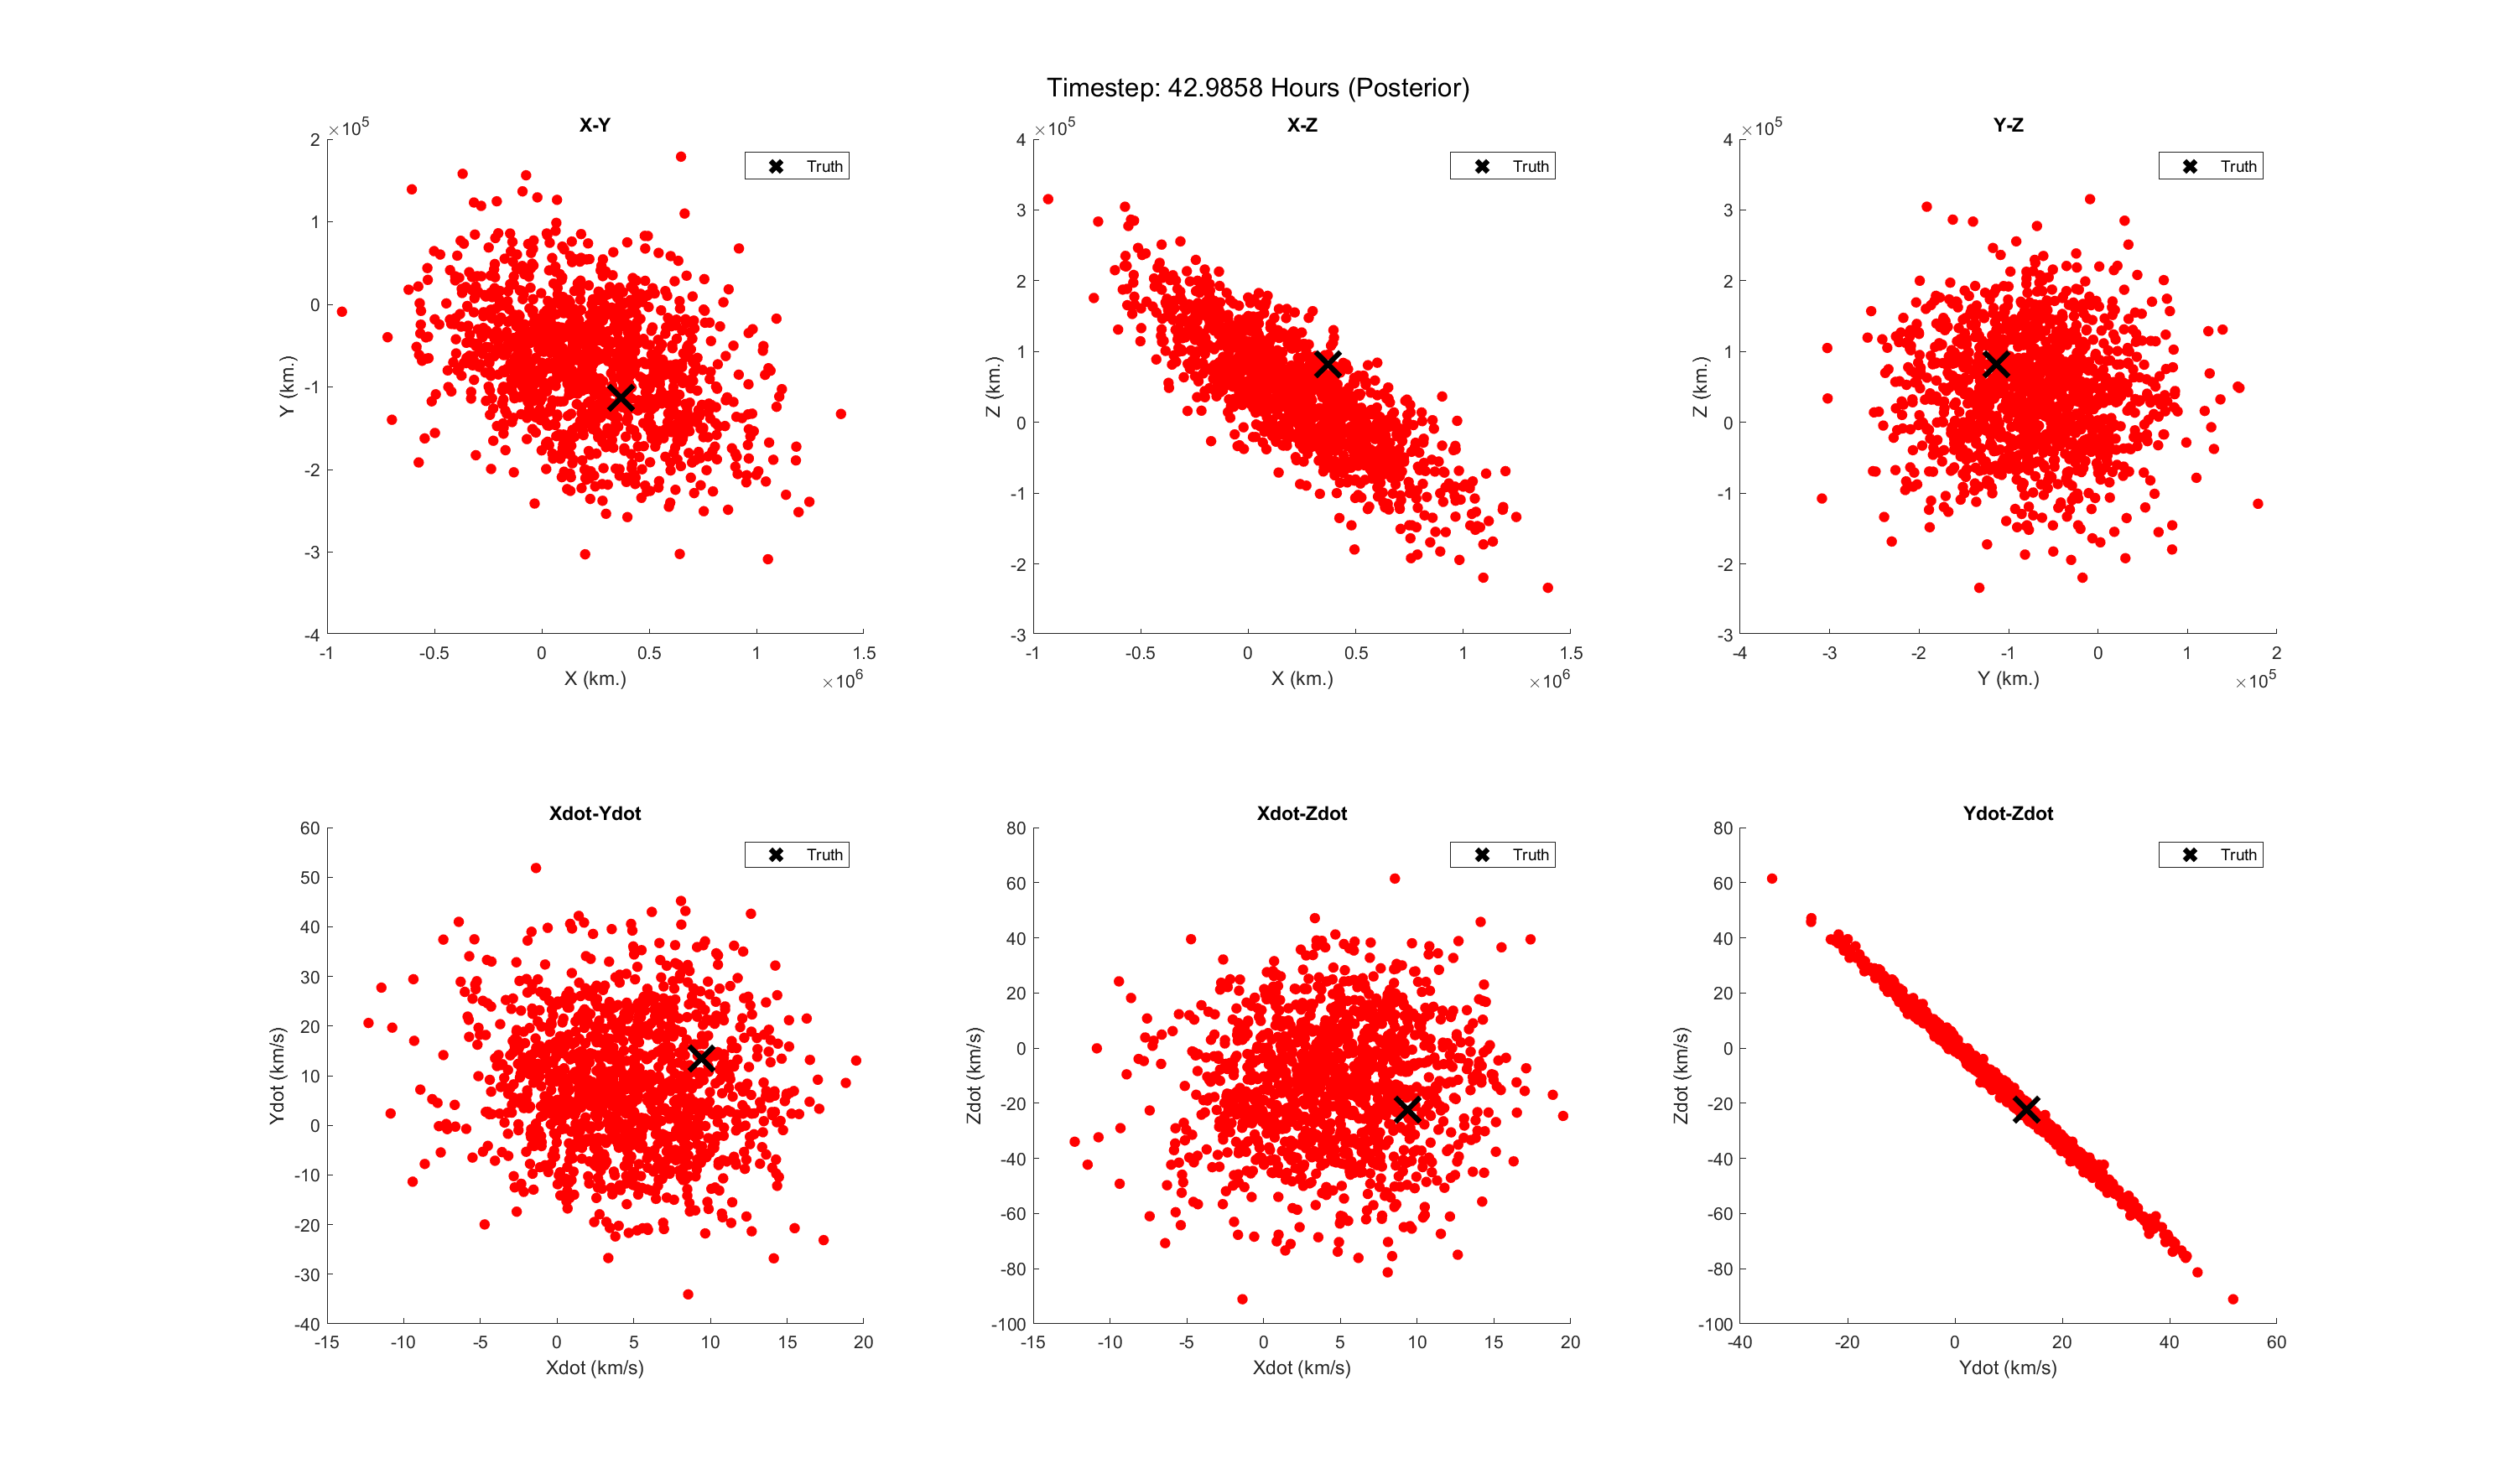 Timestep: 42.9858 Hours (Posterior)
X-Y
×10^5
Truth
2
1
0
-1
-2
-3
-4
Y (km.)
-1 -0.5 0 0.5 1 1.5
X (km.)
×10^6
X-Z
×10^5
Truth
4
3
2
1
0
-1
-2
-3
Z (km.)
-1 -0.5 0 0.5 1 1.5
X (km.)
×10^6
Y-Z
×10^5
Truth
4
3
2
1
0
-1
-2
-3
Z (km.)
-4 -3 -2 -1 0 1 2
Y (km.)
×10^5
Xdot-Ydot
Truth
60
50
40
30
20
10
0
-10
-20
-30
-40
Ydot (km/s)
-15 -10 -5 0 5 10 15 20
Xdot (km/s)
Xdot-Zdot
Truth
80
60
40
20
0
-20
-40
-60
-80
-100
Zdot (km/s)
-15 -10 -5 0 5 10 15 20
Xdot (km/s)
Ydot-Zdot
Truth
80
60
40
20
0
-20
-40
-60
-80
-100
Zdot (km/s)
-40 -20 0 20 40 60
Ydot (km/s)